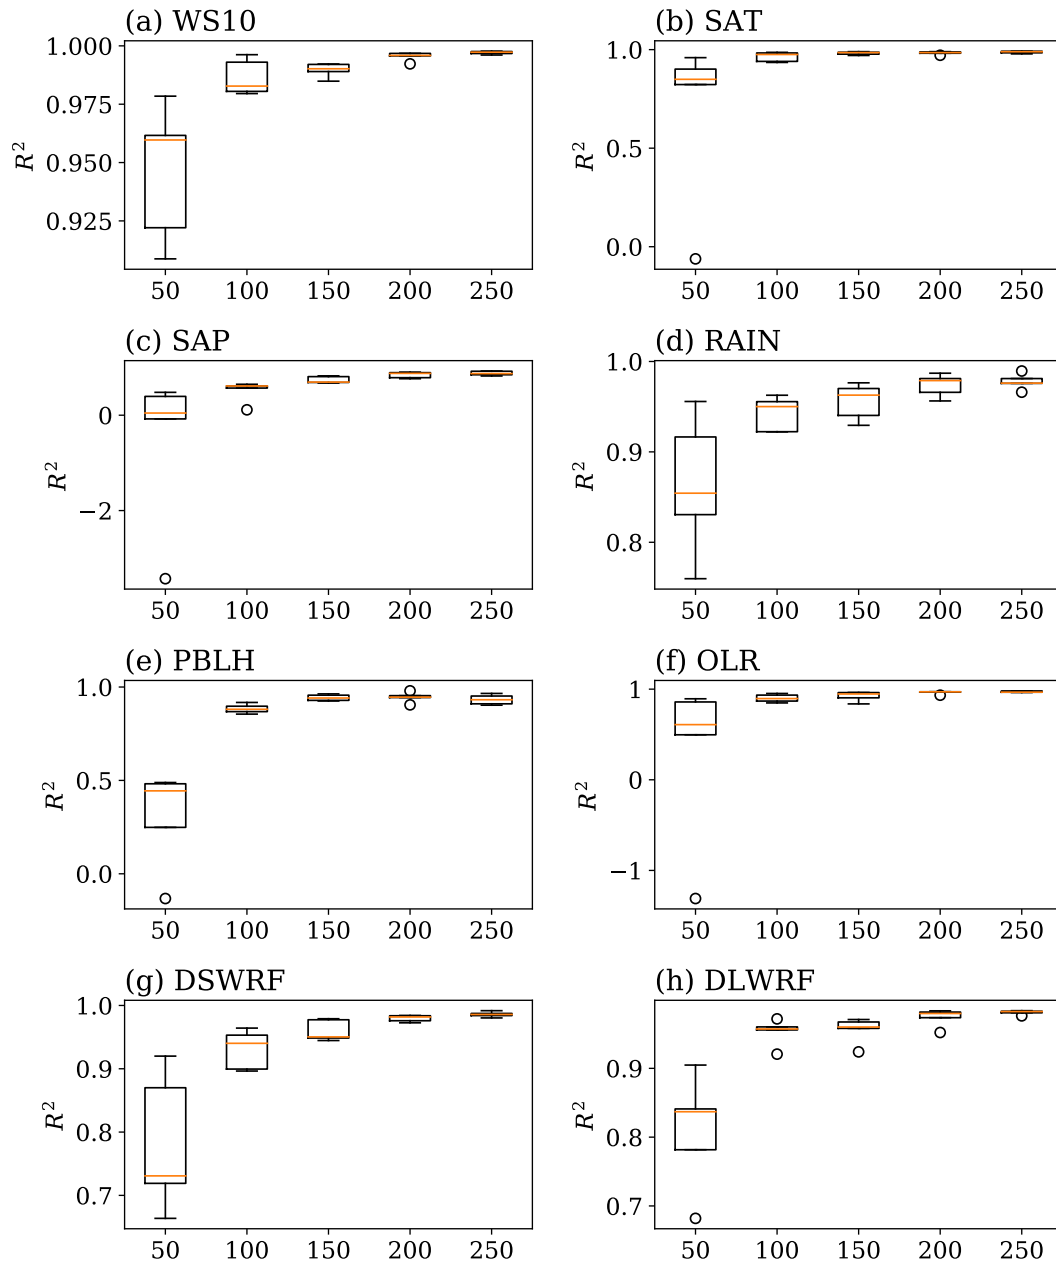 (a) WS10
R²
1.000
0.975
0.950
0.925
50 100 150 200 250
(b) SAT
R²
1.0
0.5
0.0
50 100 150 200 250
(c) SAP
R²
0
−2
50 100 150 200 250
(d) RAIN
R²
1.0
0.9
0.8
50 100 150 200 250
(e) PBLH
R²
1.0
0.5
0.0
50 100 150 200 250
(f) OLR
R²
1
0
−1
50 100 150 200 250
(g) DSWRF
R²
1.0
0.9
0.8
0.7
50 100 150 200 250
(h) DLWRF
R²
0.9
0.8
0.7
50 100 150 200 250